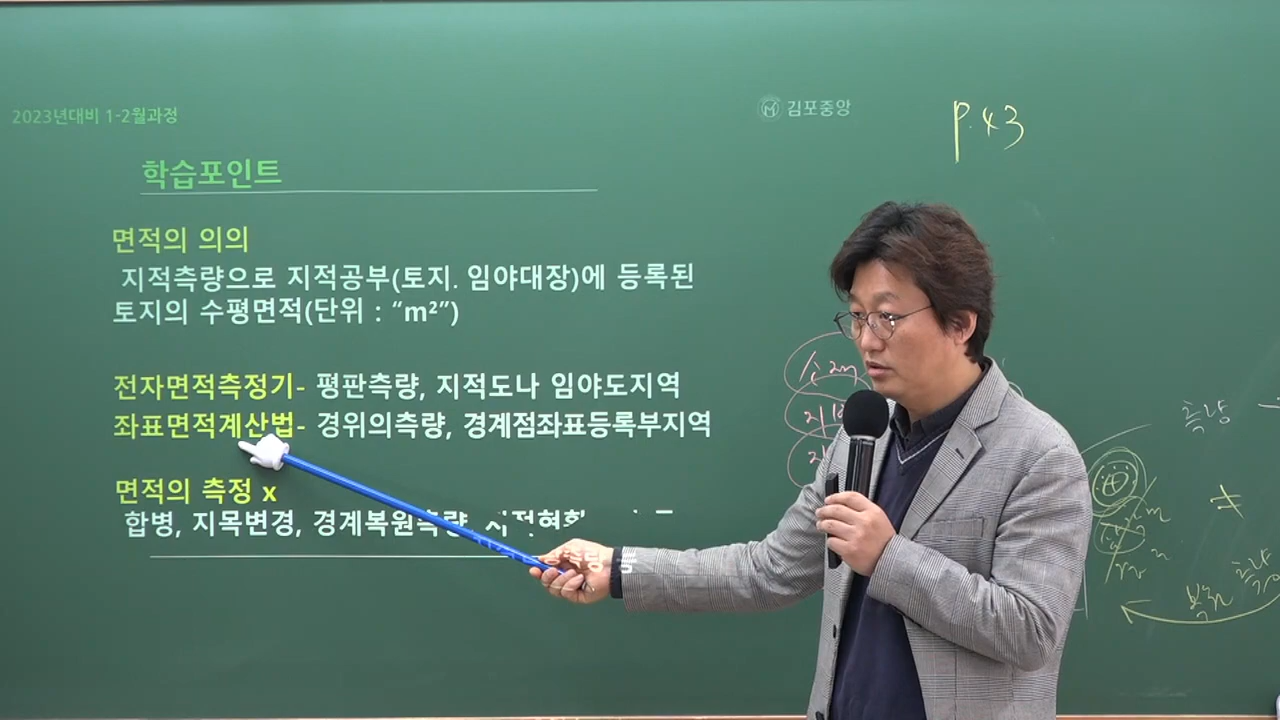 2023년대비 1-2월과정
김포중앙
p.43
학습포인트
면적의 의의
지적측량으로 지적공부(토지. 임야대장)에 등록된
토지의 수평면적(단위 : “m²”)
전자면적측정기- 평판측량, 지적도나 임야도지역
좌표면적계산법- 경위의측량, 경계점좌표등록부지역
면적의 측정 x
합병, 지목변경, 경계복원측량, 지적현황
측량